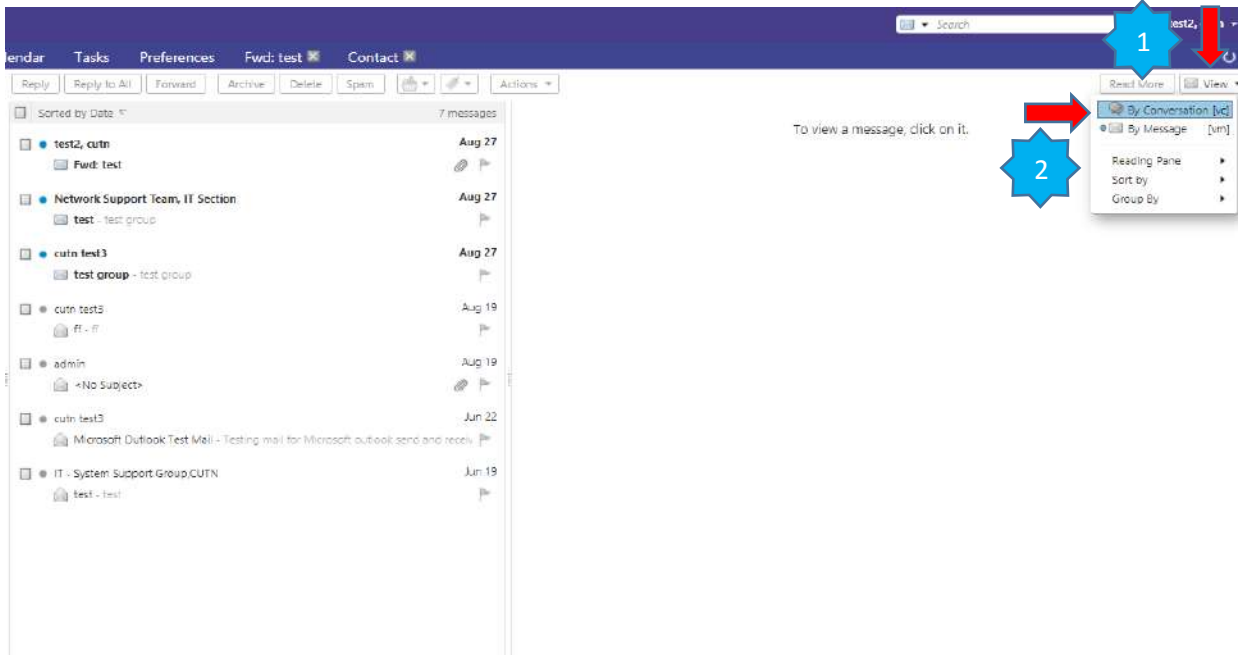 Search
test2,
1
lendar Tasks Preferences Fwd: test Contact
Reply Reply to All Forward Archive Delete Spam Actions Read More View
Sorted by Date 7 messages
By Conversation [vc]
To view a message, click on it.
By Message [vm]
test2, cutn Aug 27
Fwd: test
2
Reading Pane
Sort by
Group By
Network Support Team, IT Section Aug 27
test - test group
cutn test3 Aug 27
test group - test group
cutn test3 Aug 19
ff - ff
admin Aug 19
<No Subject>
cutn test3 Jun 22
Microsoft Outlook Test Mail - Testing mail for Microsoft outlook send and receiv
IT - System Support Group,CUTN Jun 19
test - test